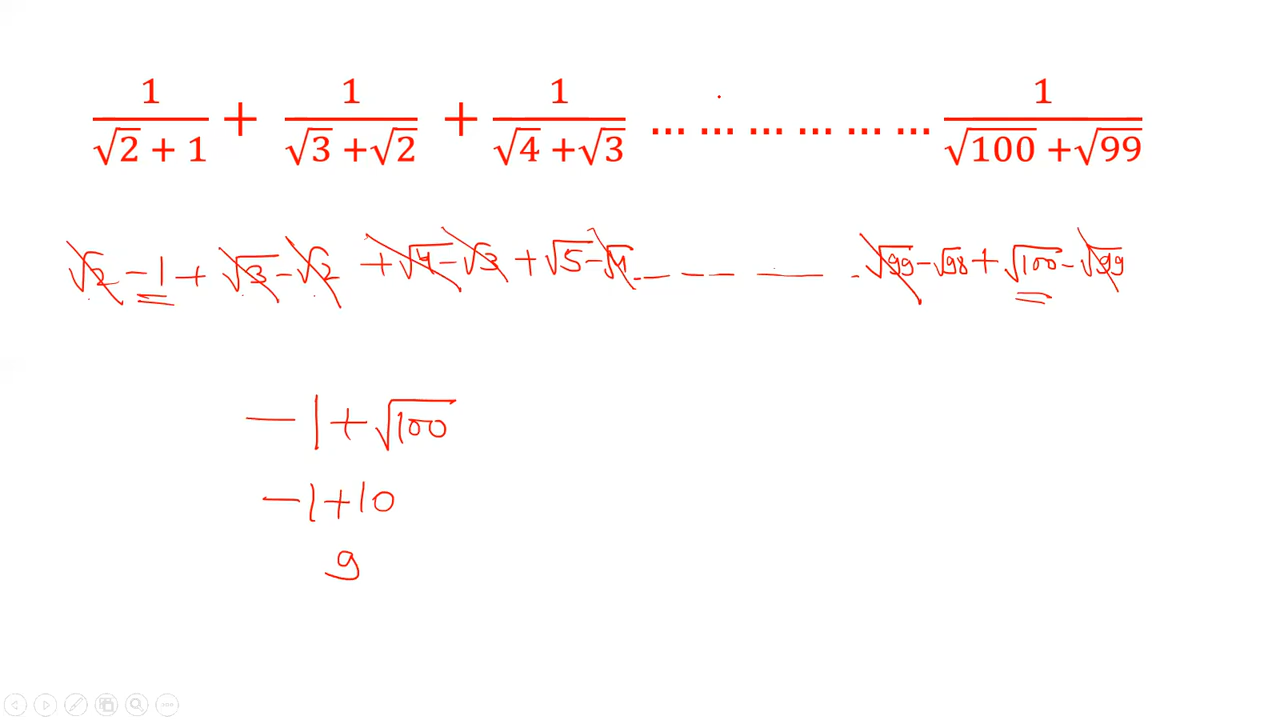 1/(√2 + 1) + 1/(√3 + √2) + 1/(√4 + √3) ... ... ... ... ... ... 1/(√100 + √99)
√2 - 1 + √3 - √2 + √4 - √3 + √5 - √4 - - - - - - √99 - √98 + √100 - √99
- 1 + √100
- 1 + 10
9